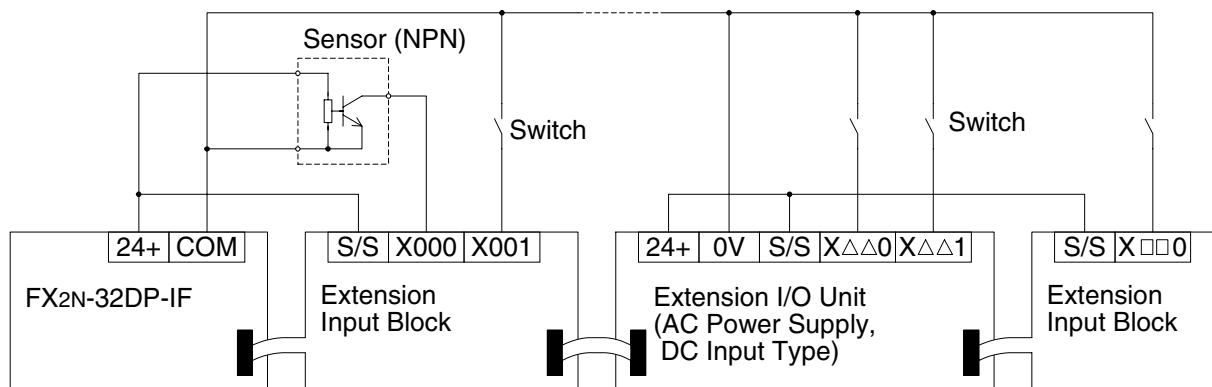 Sensor (NPN)
Switch
Switch
24+ COM
S/S X000 X001
24+ 0V S/S X△△0 X△△1
S/S X□□0
FX2N-32DP-IF
Extension
Input Block
Extension I/O Unit
(AC Power Supply,
DC Input Type)
Extension
Input Block